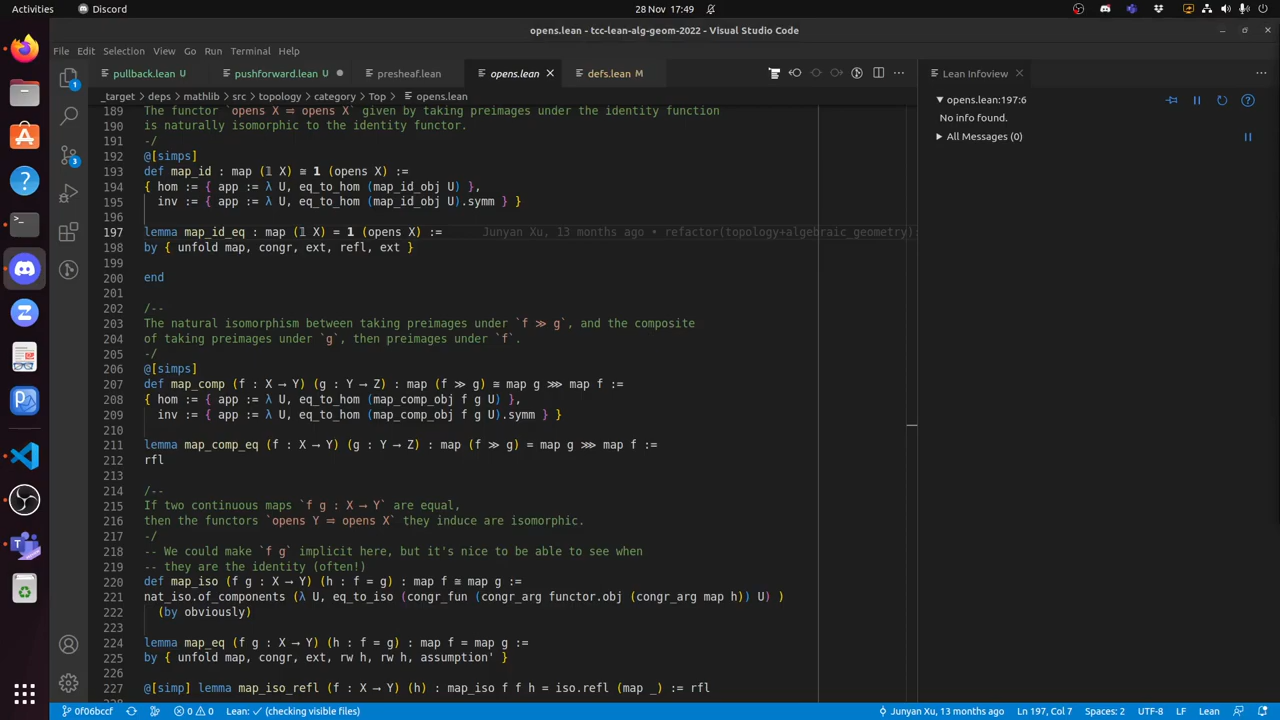 Activities
Discord
28 Nov 17:49
opens.lean - tcc-lean-alg-geom-2022 - Visual Studio Code
File Edit Selection View Go Run Terminal Help
pullback.lean M
pushforward.lean U
presheaf.lean
opens.lean
defs.lean M
Lean Infoview
_target > deps > mathlib > src > topology > category > Top > opens.lean
opens.lean:197:6
No info found.
All Messages (0)
189 The functor `opens X ⥤ opens X` given by taking preimages under the identity function
190 is naturally isomorphic to the identity functor.
191 -/
192 @[simps]
193 def map_id : map (𝟙 X) ≅ 𝟭 (opens X) :=
194 { hom := { app := λ U, eq_to_hom (map_id_obj U) },
195 inv := { app := λ U, eq_to_hom (map_id_obj U).symm } }
196
197 lemma map_id_eq : map (𝟙 X) = 𝟭 (opens X) := Junyan Xu, 13 months ago • refactor(topology+algebraic_geometry):
198 by { unfold map, congr, ext, refl, ext }
199
200 end
201
202 /--
203 The natural isomorphism between taking preimages under `f ≫ g`, and the composite
204 of taking preimages under `g`, then preimages under `f`.
205 -/
206 @[simps]
207 def map_comp (f : X ⟶ Y) (g : Y ⟶ Z) : map (f ≫ g) ≅ map g ⋙ map f :=
208 { hom := { app := λ U, eq_to_hom (map_comp_obj f g U) },
209 inv := { app := λ U, eq_to_hom (map_comp_obj f g U).symm } }
210
211 lemma map_comp_eq (f : X ⟶ Y) (g : Y ⟶ Z) : map (f ≫ g) = map g ⋙ map f :=
212 rfl
213
214 /--
215 If two continuous maps `f g : X ⟶ Y` are equal,
216 then the functors `opens Y ⥤ opens X` they induce are isomorphic.
217 -/
218 -- We could make `f g` implicit here, but it's nice to be able to see when
219 -- they are the identity (often!)
220 def map_iso (f g : X ⟶ Y) (h : f = g) : map f ≅ map g :=
221 nat_iso.of_components (λ U, eq_to_iso (congr_fun (congr_arg functor.obj (congr_arg map h)) U) )
222 (by obviously)
223
224 lemma map_eq (f g : X ⟶ Y) (h : f = g) : map f = map g :=
225 by { unfold map, congr, ext, rw h, rw h, assumption' }
226
227 @[simp] lemma map_iso_refl (f : X ⟶ Y) (h) : map_iso f f h = iso.refl (map _) := rfl
0f06bccf
0 0
Lean: ✓ (checking visible files)
Junyan Xu, 13 months ago
Ln 197, Col 7
Spaces: 2
UTF-8
LF
Lean